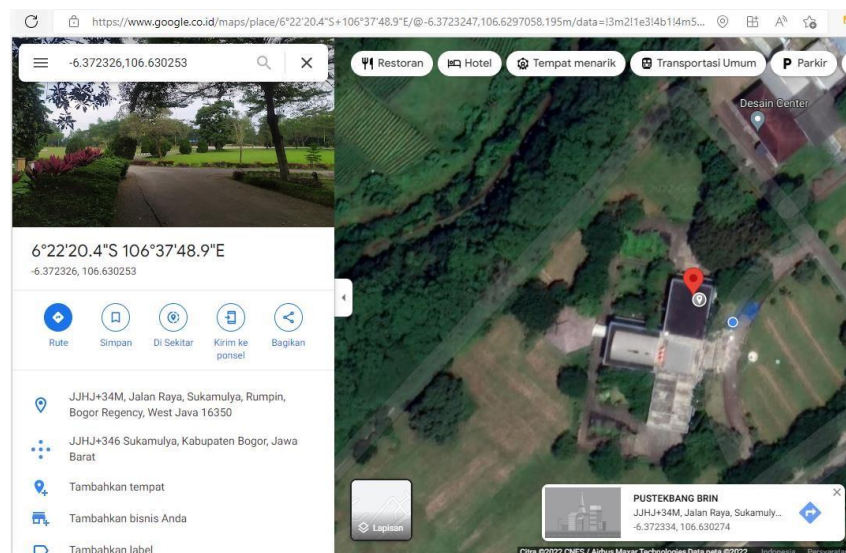 https://www.google.co.id/maps/place/6°22'20.4"S+106°37'48.9"E/@-6.3723247,106.6297058,195m/data=!3m2!1e3!4b1!4m5...
-6.372326,106.630253
Restoran
Hotel
Tempat menarik
Transportasi Umum
P Parkir
Desain Center
6°22'20.4"S 106°37'48.9"E
-6.372326, 106.630253
Rute
Simpan
Di Sekitar
Kirim ke
ponsel
Bagikan
JJHJ+34M, Jalan Raya, Sukamulya, Rumpin,
Bogor Regency, West Java 16350
JJHJ+346 Sukamulya, Kabupaten Bogor, Jawa
Barat
Tambahkan tempat
Tambahkan bisnis Anda
Tambahkan label
Lapisan
PUSTEKBANG BRIN
JJHJ+34M, Jalan Raya, Sukamuly...
-6.372334, 106.630274
Citra ©2022 CNES / Airbus Maxar Technologies Data peta ©2022
Indonesia